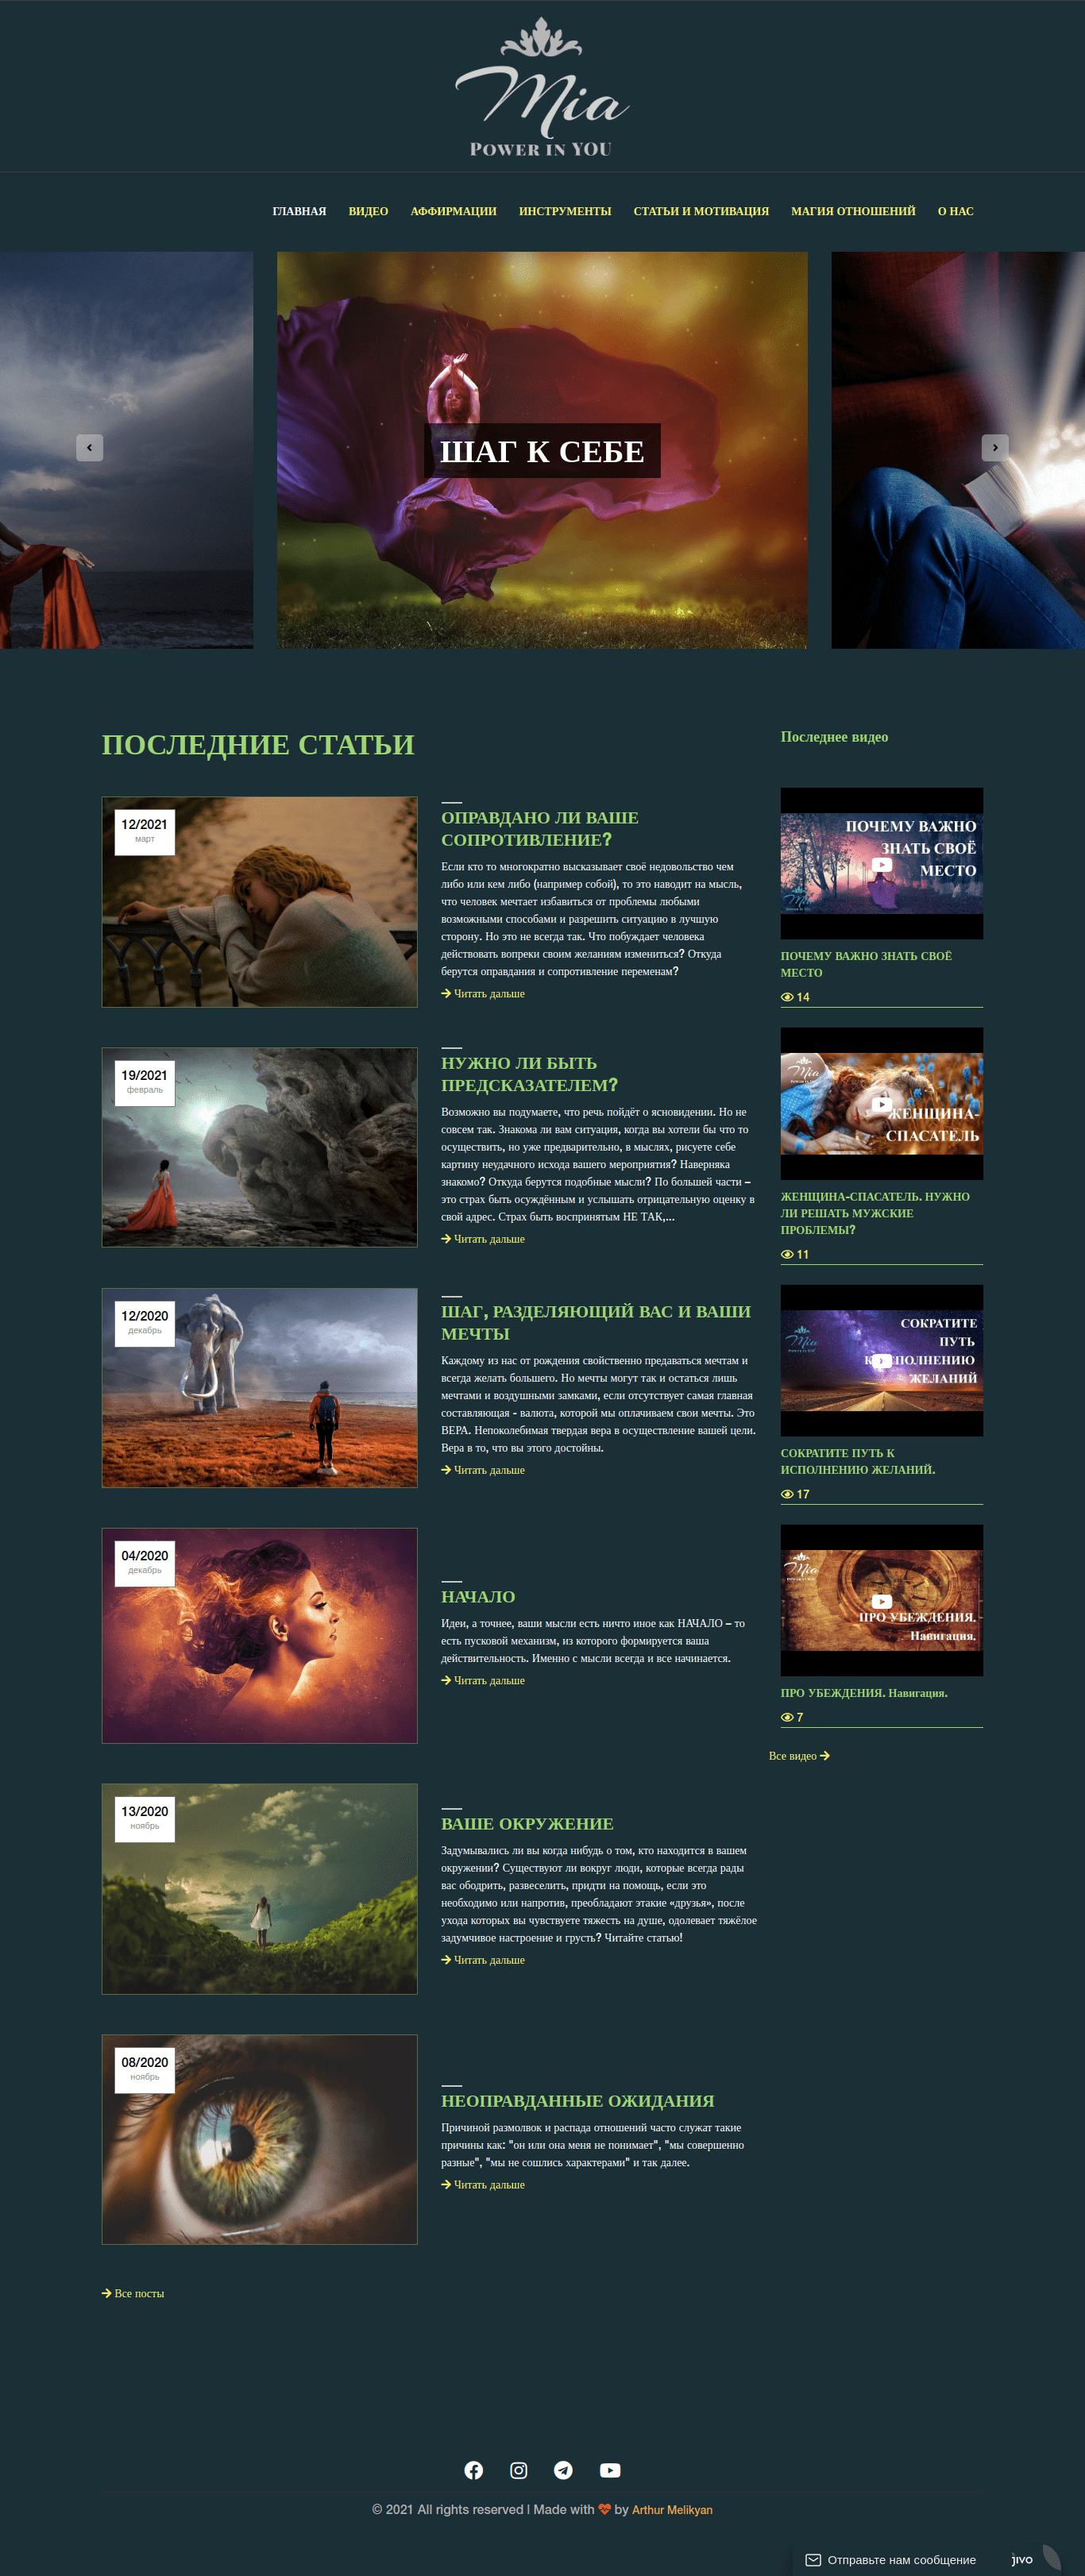 Mia
POWER IN YOU
ГЛАВНАЯ ВИДЕО АФФИРМАЦИИ ИНСТРУМЕНТЫ СТАТЬИ И МОТИВАЦИЯ МАГИЯ ОТНОШЕНИЙ О НАС
ШАГ К СЕБЕ
ПОСЛЕДНИЕ СТАТЬИ
12/2021
март
ОПРАВДАНО ЛИ ВАШЕ
СОПРОТИВЛЕНИЕ?
Если кто то многократно высказывает своё недовольство чем
либо или кем либо (например собой), то это наводит на мысль,
что человек мечтает избавиться от проблемы любыми
возможными способами и разрешить ситуацию в лучшую
сторону. Но это не всегда так. Что побуждает человека
действовать вопреки своим желаниям измениться? Откуда
берутся оправдания и сопротивление переменам?
Читать дальше
19/2021
февраль
НУЖНО ЛИ БЫТЬ
ПРЕДСКАЗАТЕЛЕМ?
Возможно вы подумаете, что речь пойдёт о ясновидении. Но не
совсем так. Знакома ли вам ситуация, когда вы хотели бы что то
осуществить, но уже предварительно, в мыслях, рисуете себе
картину неудачного исхода вашего мероприятия? Наверняка
знакомо? Откуда берутся подобные мысли? По большей части –
это страх быть осуждённым и услышать отрицательную оценку в
свой адрес. Страх быть воспринятым НЕ ТАК,...
Читать дальше
12/2020
декабрь
ШАГ, РАЗДЕЛЯЮЩИЙ ВАС И ВАШИ
МЕЧТЫ
Каждому из нас от рождения свойственно предаваться мечтам и
всегда желать большего. Но мечты могут так и остаться лишь
мечтами и воздушными замками, если отсутствует самая главная
составляющая - валюта, которой мы оплачиваем свои мечты. Это
ВЕРА. Непоколебимая твердая вера в осуществление вашей цели.
Вера в то, что вы этого достойны.
Читать дальше
04/2020
декабрь
НАЧАЛО
Идеи, а точнее, ваши мысли есть ничто иное как НАЧАЛО – то
есть пусковой механизм, из которого формируется ваша
действительность. Именно с мысли всегда и все начинается.
Читать дальше
13/2020
ноябрь
ВАШЕ ОКРУЖЕНИЕ
Задумывались ли вы когда нибудь о том, кто находится в вашем
окружении? Существуют ли вокруг люди, которые всегда рады
вас ободрить, развеселить, придти на помощь, если это
необходимо или напротив, преобладают этакие «друзья», после
ухода которых вы чувствуете тяжесть на душе, одолевает тяжёлое
задумчивое настроение и грусть? Читайте статью!
Читать дальше
08/2020
ноябрь
НЕОПРАВДАННЫЕ ОЖИДАНИЯ
Причиной размолвок и распада отношений часто служат такие
причины как: "он или она меня не понимает", "мы совершенно
разные", "мы не сошлись характерами" и так далее.
Читать дальше
Все посты
Последнее видео
ПОЧЕМУ ВАЖНО
ЗНАТЬ СВОЁ
МЕСТО
Mia
ПОЧЕМУ ВАЖНО ЗНАТЬ СВОЁ
МЕСТО
14
Mia
ЖЕНЩИНА-
СПАСАТЕЛЬ
ЖЕНЩИНА-СПАСАТЕЛЬ. НУЖНО
ЛИ РЕШАТЬ МУЖСКИЕ
ПРОБЛЕМЫ?
11
СОКРАТИТЕ
ПУТЬ
К ИСПОЛНЕНИЮ
ЖЕЛАНИЙ
Mia
СОКРАТИТЕ ПУТЬ К
ИСПОЛНЕНИЮ ЖЕЛАНИЙ.
17
Mia
ПРО УБЕЖДЕНИЯ.
Навигация.
ПРО УБЕЖДЕНИЯ. Навигация.
7
Все видео
© 2021 All rights reserved | Made with by Arthur Melikyan
Отправьте нам сообщение jivo